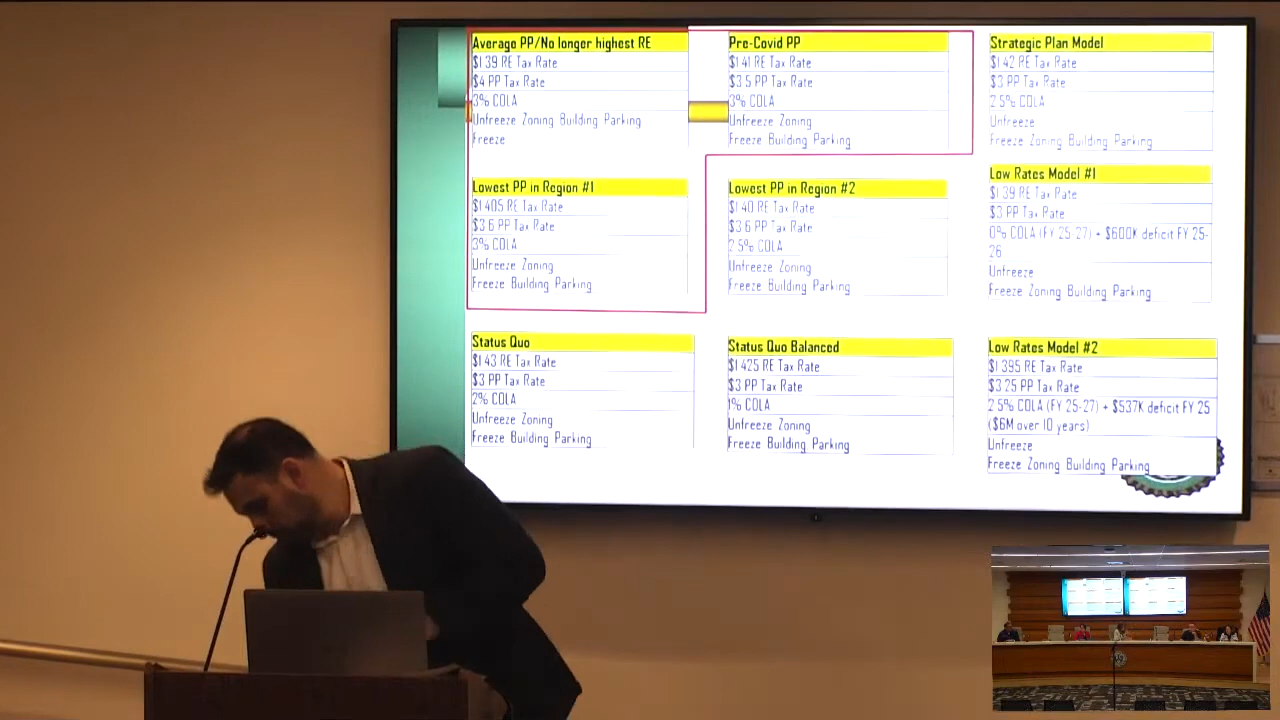 Average PP/No longer highest RE
$1.39 RE Tax Rate
$4 PP Tax Rate
3% COLA
Unfreeze Zoning Building Parking
Freeze
Pre-Covid PP
$1.41 RE Tax Rate
$3.5 PP Tax Rate
3% COLA
Unfreeze Zoning
Freeze Building Parking
Strategic Plan Model
$1.42 RE Tax Rate
$3 PP Tax Rate
2.5% COLA
Unfreeze
Freeze Zoning Building Parking
Lowest PP in Region #1
$1.405 RE Tax Rate
$3.6 PP Tax Rate
3% COLA
Unfreeze Zoning
Freeze Building Parking
Lowest PP in Region #2
$1.40 RE Tax Rate
$3.6 PP Tax Rate
2.5% COLA
Unfreeze Zoning
Freeze Building Parking
Low Rates Model #1
$1.39 RE Tax Rate
$3 PP Tax Rate
0% COLA (FY 25-27) + $600K deficit FY 25-
26
Unfreeze
Freeze Zoning Building Parking
Status Quo
$1.43 RE Tax Rate
$3 PP Tax Rate
2% COLA
Unfreeze Zoning
Freeze Building Parking
Status Quo Balanced
$1.425 RE Tax Rate
$3 PP Tax Rate
1% COLA
Unfreeze Zoning
Freeze Building Parking
Low Rates Model #2
$1.395 RE Tax Rate
$3.25 PP Tax Rate
2.5% COLA (FY 25-27) + $537K deficit FY 25
($6M over 10 years)
Unfreeze
Freeze Zoning Building Parking